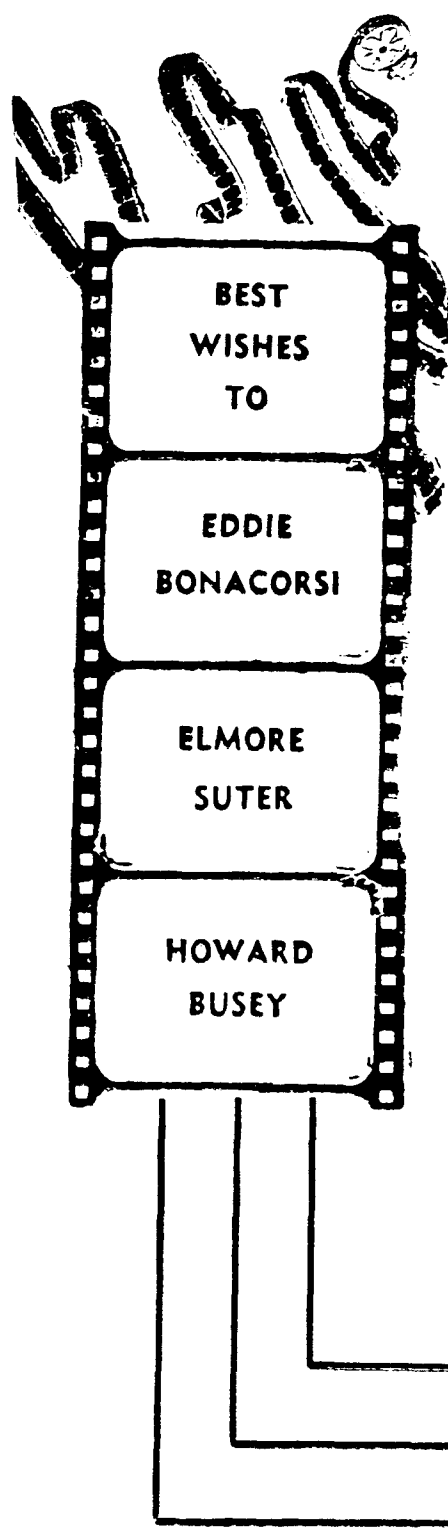 BEST
WISHES
TO
EDDIE
BONACORSI
ELMORE
SUTER
HOWARD
BUSEY